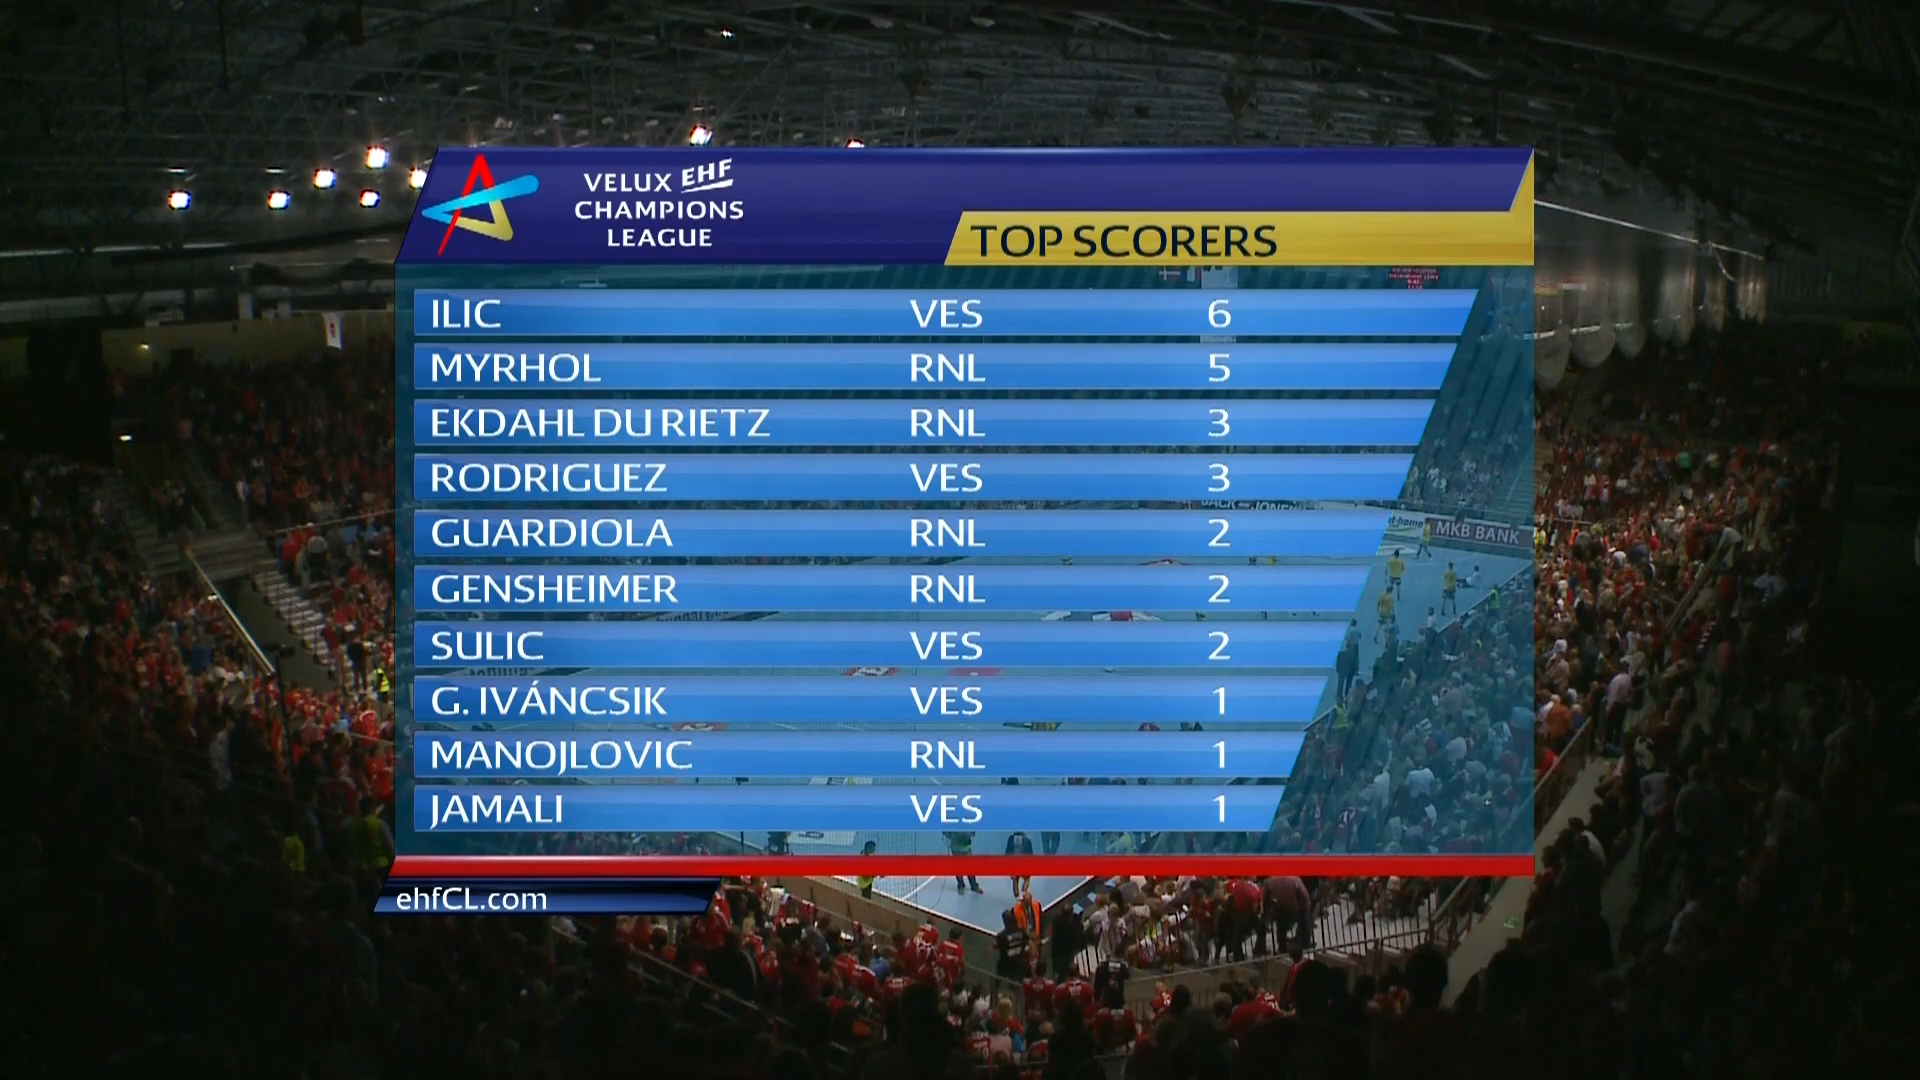 VELUX EHF
CHAMPIONS
LEAGUE
TOP SCORERS
ILIC VES 6
MYRHOL RNL 5
EKDAHL DU RIETZ RNL 3
RODRIGUEZ VES 3
GUARDIOLA RNL 2
GENSHEIMER RNL 2
SULIC VES 2
G. IVÁNCSIK VES 1
MANOJLOVIC RNL 1
JAMALI VES 1
MKB BANK
ehfCL.com